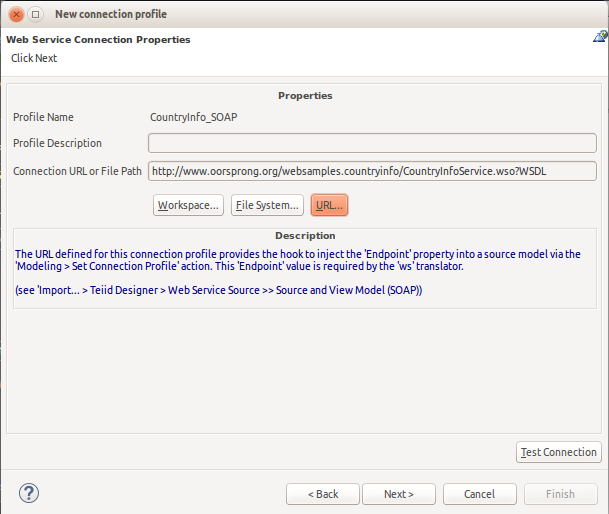 New connection profile
Web Service Connection Properties
Click Next
Properties
Profile Name CountryInfo_SOAP
Profile Description
Connection URL or File Path http://www.oorsprong.org/websamples.countryinfo/CountryInfoService.wso?WSDL
Workspace... File System... URL...
Description
The URL defined for this connection profile provides the hook to inject the 'Endpoint' property into a source model via the
'Modeling > Set Connection Profile' action. This 'Endpoint' value is required by the 'ws' translator.
(see 'Import... > Teiid Designer > Web Service Source >> Source and View Model (SOAP))
Test Connection
? < Back Next > Cancel Finish